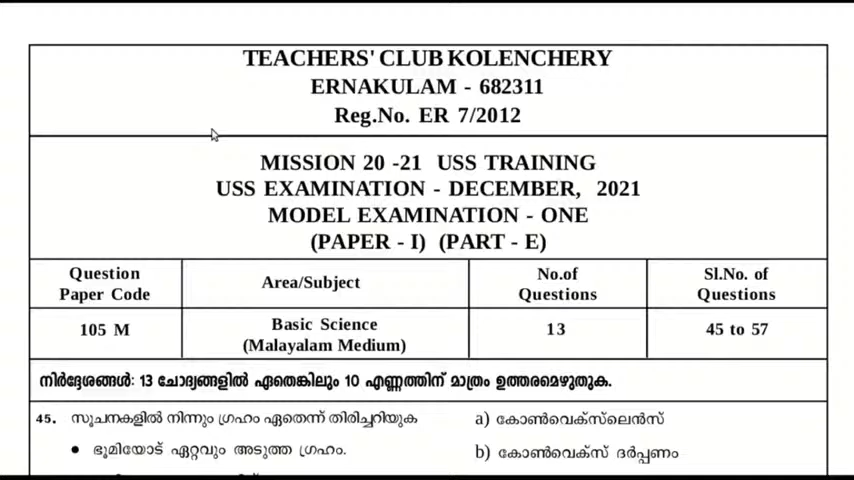 TEACHERS' CLUB KOLENCHERY
ERNAKULAM - 682311
Reg.No. ER 7/2012
MISSION 20 -21 USS TRAINING
USS EXAMINATION - DECEMBER, 2021
MODEL EXAMINATION - ONE
(PAPER - I) (PART - E)
Question Paper Code
Area/Subject
No.of Questions
Sl.No. of Questions
105 M
Basic Science (Malayalam Medium)
13
45 to 57
നിർദ്ദേശങ്ങൾ: 13 ചോദ്യങ്ങളിൽ ഏതെങ്കിലും 10 എണ്ണത്തിന് മാത്രം ഉത്തരമെഴുതുക.
45. സൂചനകളിൽ നിന്നും ഗ്രഹം ഏതെന്ന് തിരിച്ചറിയുക
• ഭൂമിയോട് ഏറ്റവും അടുത്ത ഗ്രഹം.
a) കോൺവെക്സ്‌ലെൻസ്
b) കോൺവെക്സ് ദർപ്പണം